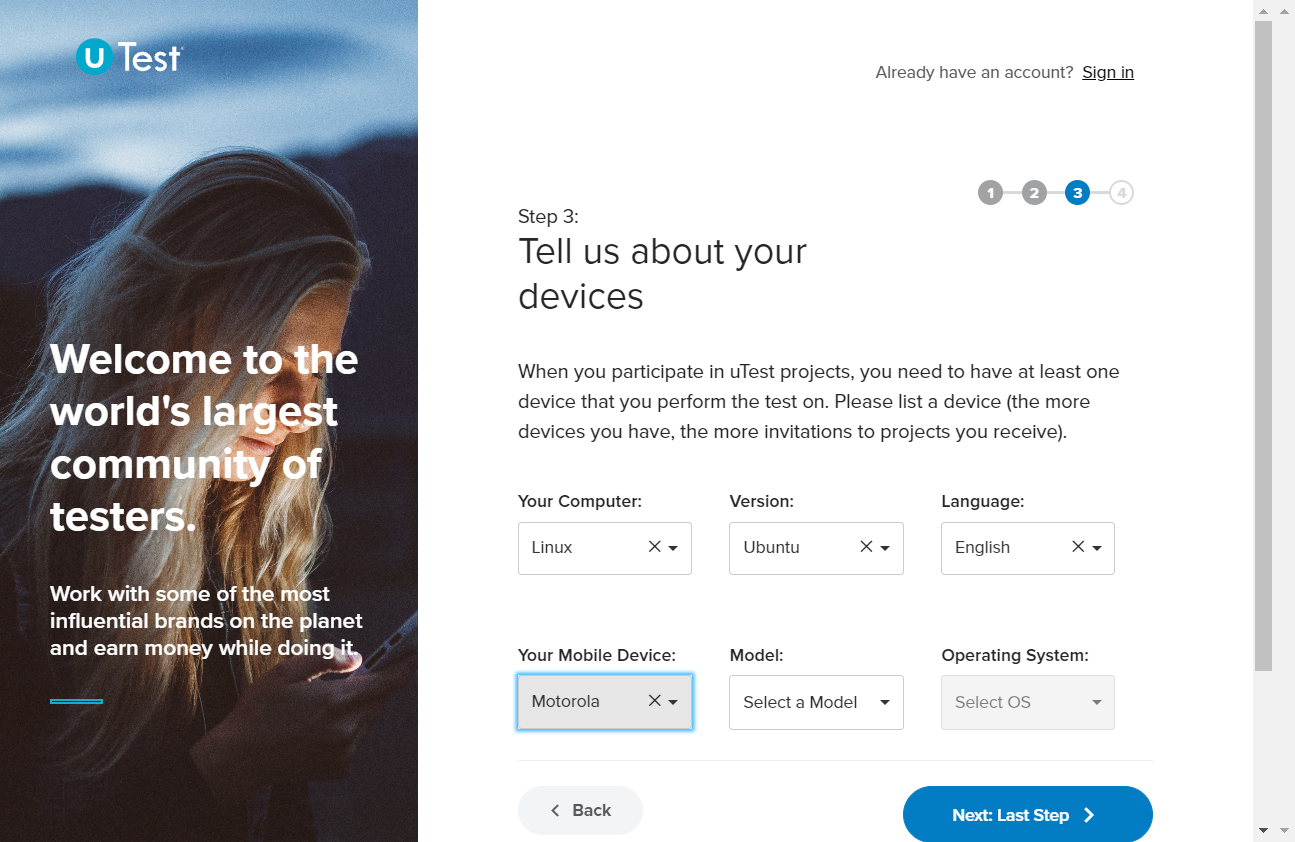 U Test
Already have an account? Sign in
1 2 3 4
Step 3:
Tell us about your
devices
Welcome to the
world's largest
community of
testers.
Work with some of the most
influential brands on the planet
and earn money while doing it.
When you participate in uTest projects, you need to have at least one
device that you perform the test on. Please list a device (the more
devices you have, the more invitations to projects you receive).
Your Computer: Version: Language:
Linux Ubuntu English
Your Mobile Device: Model: Operating System:
Motorola Select a Model Select OS
Back Next: Last Step